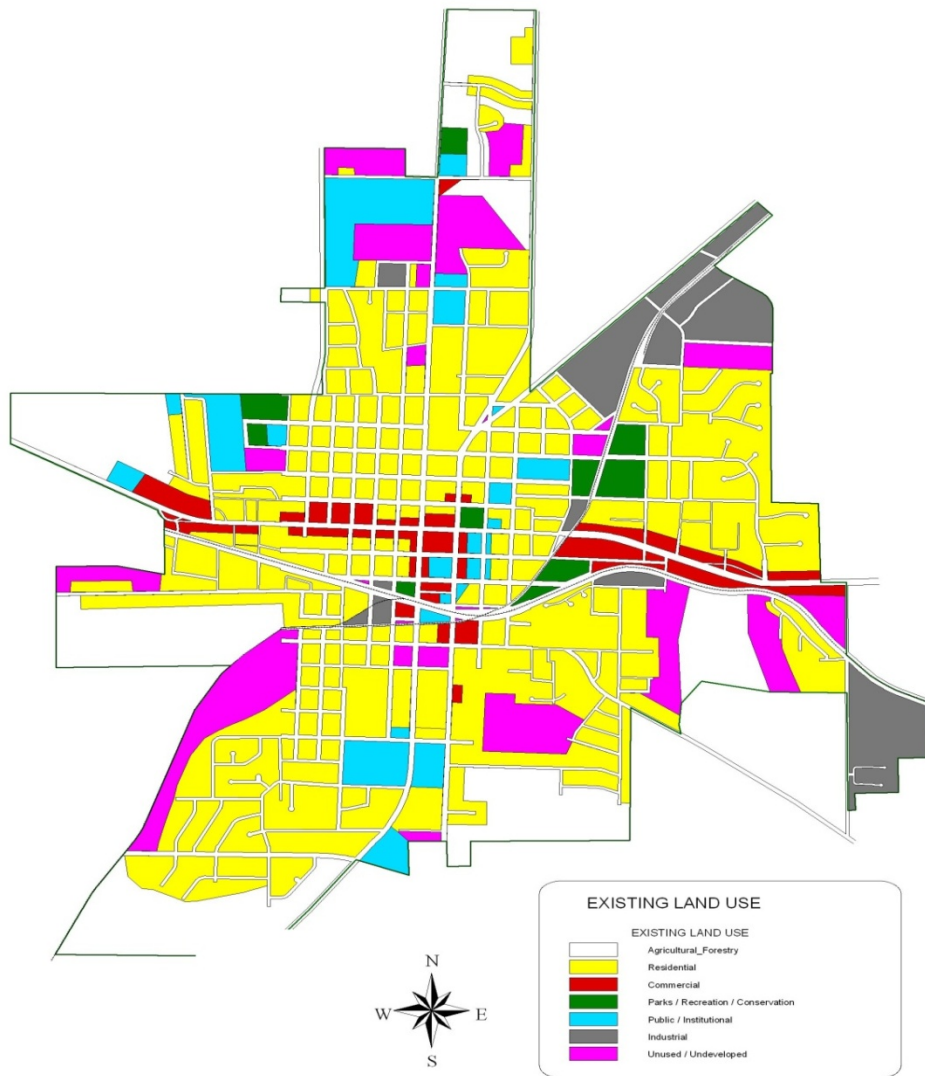 EXISTING LAND USE
EXISTING LAND USE
Agricultural_Forestry
Residential
Commercial
Parks / Recreation / Conservation
Public / Institutional
Industrial
Unused / Undeveloped
N
W E
S